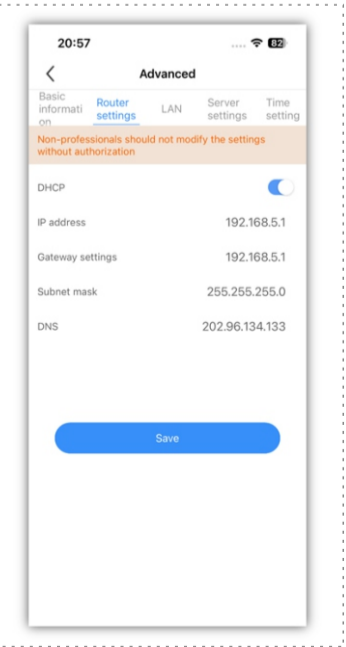 20:57
82
Advanced
Basic
informati
on
Router
settings
LAN
Server
settings
Time
setting
Non-professionals should not modify the settings
without authorization
DHCP
IP address 192.168.5.1
Gateway settings 192.168.5.1
Subnet mask 255.255.255.0
DNS 202.96.134.133
Save